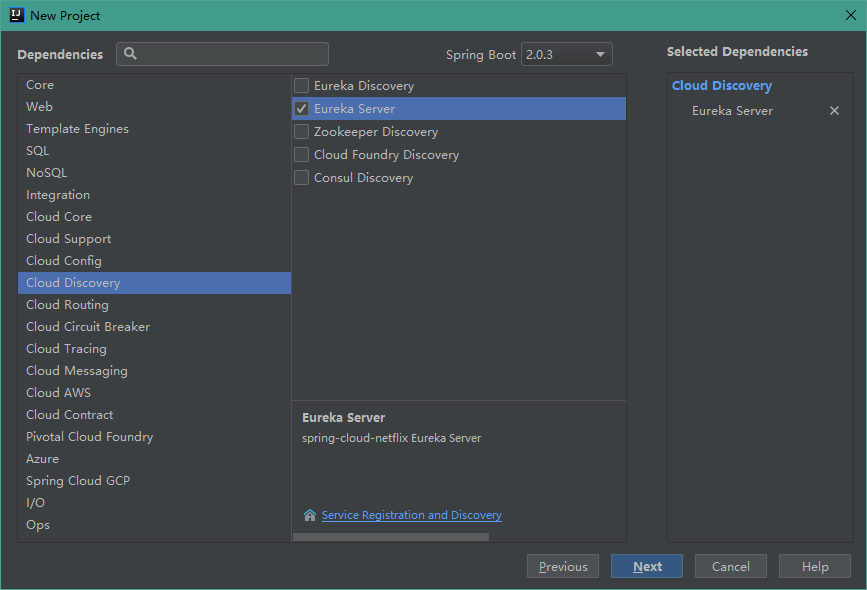 New Project
Dependencies
Spring Boot 2.0.3
Selected Dependencies
Core
Web
Template Engines
SQL
NoSQL
Integration
Cloud Core
Cloud Support
Cloud Config
Cloud Discovery
Cloud Routing
Cloud Circuit Breaker
Cloud Tracing
Cloud Messaging
Cloud AWS
Cloud Contract
Pivotal Cloud Foundry
Azure
Spring Cloud GCP
I/O
Ops
Eureka Discovery
Eureka Server
Zookeeper Discovery
Cloud Foundry Discovery
Consul Discovery
Eureka Server
spring-cloud-netflix Eureka Server
Service Registration and Discovery
Cloud Discovery
Eureka Server
Previous
Next
Cancel
Help